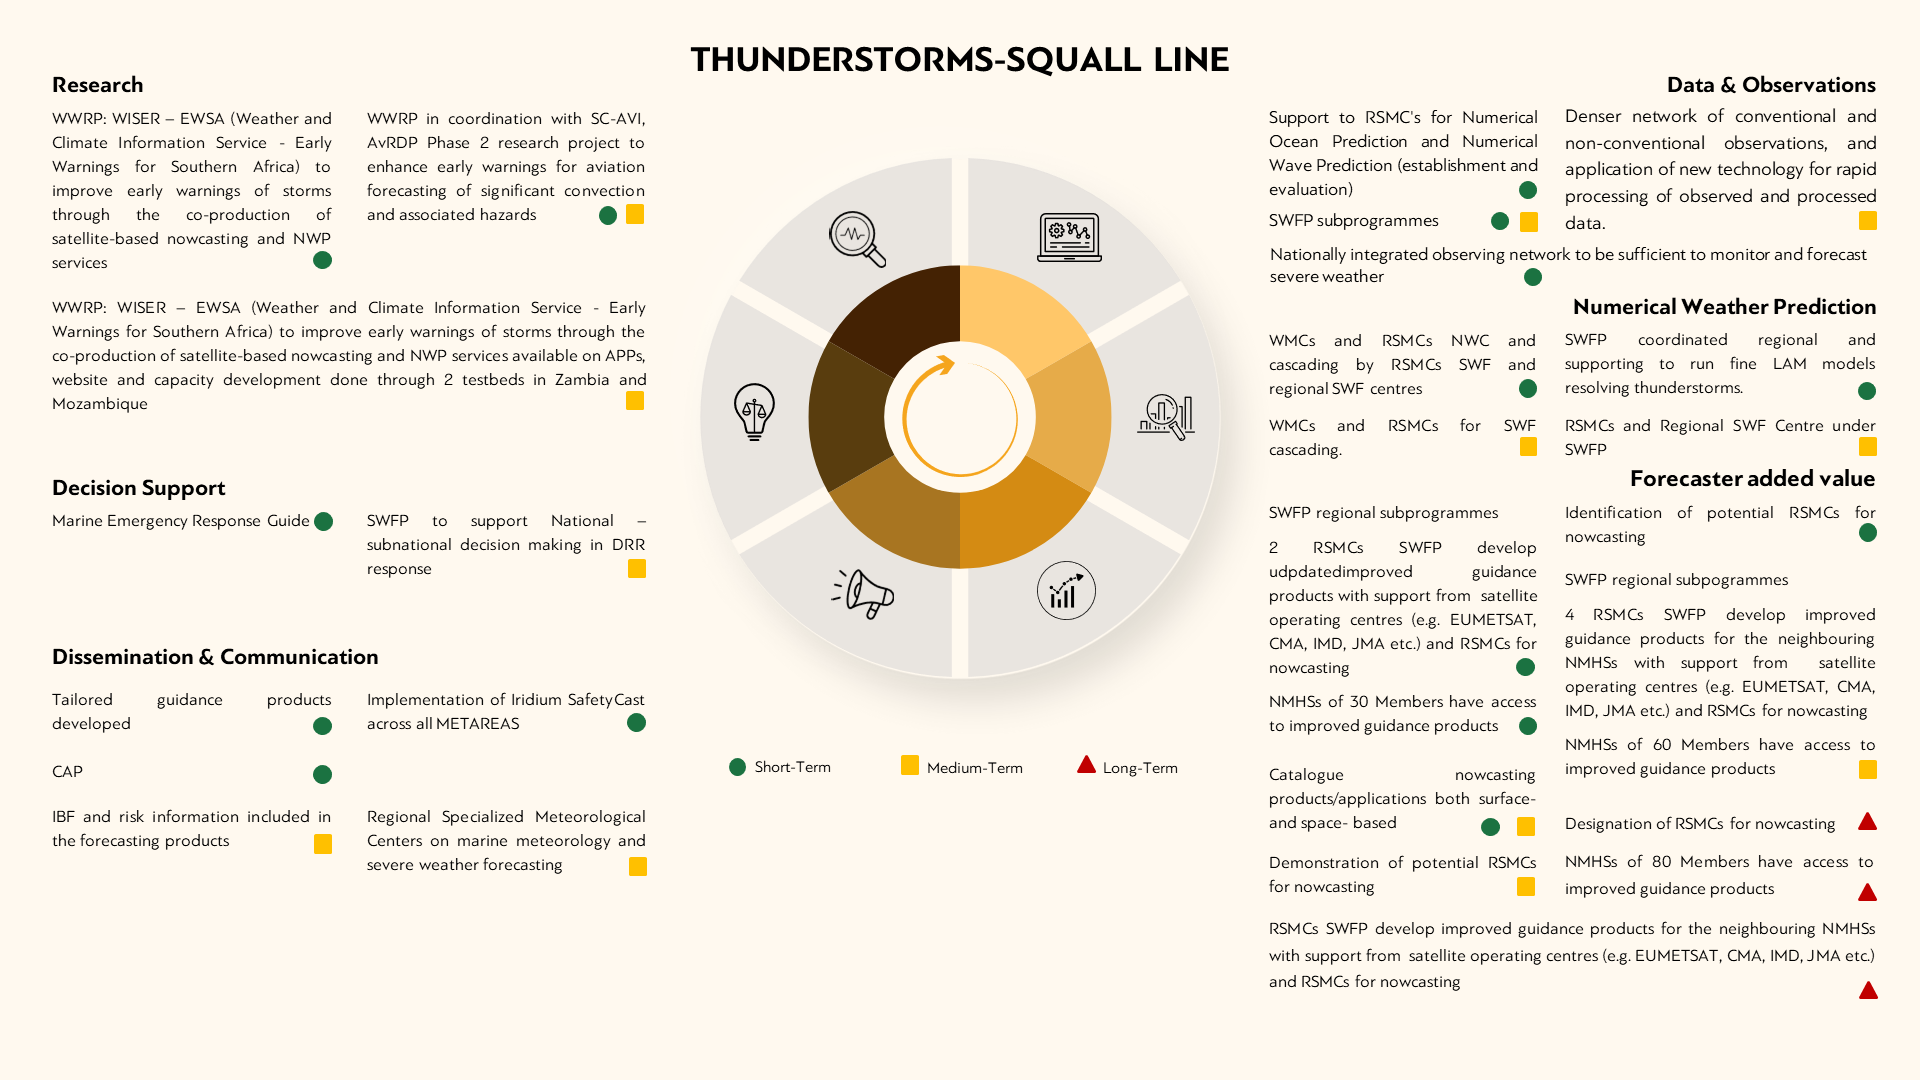 THUNDERSTORMS-SQUALL LINE
Research
WWRP: WISER – EWSA (Weather and
Climate Information Service - Early
Warnings for Southern Africa) to
improve early warnings of storms
through the co-production of
satellite-based nowcasting and NWP
services
WWRP in coordination with SC-AVI,
AvRDP Phase 2 research project to
enhance early warnings for aviation
forecasting of significant convection
and associated hazards
WWRP: WISER – EWSA (Weather and Climate Information Service - Early
Warnings for Southern Africa) to improve early warnings of storms through the
co-production of satellite-based nowcasting and NWP services available on APPs,
website and capacity development done through 2 testbeds in Zambia and
Mozambique
Decision Support
Marine Emergency Response Guide
SWFP to support National –
subnational decision making in DRR
response
Dissemination & Communication
Tailored guidance products
developed
Implementation of Iridium SafetyCast
across all METAREAS
CAP
IBF and risk information included in
the forecasting products
Regional Specialized Meteorological
Centers on marine meteorology and
severe weather forecasting
Short-Term
Medium-Term
Long-Term
Data & Observations
Support to RSMC's for Numerical
Ocean Prediction and Numerical
Wave Prediction (establishment and
evaluation)
SWFP subprogrammes
Denser network of conventional and
non-conventional observations, and
application of new technology for rapid
processing of observed and processed
data.
Nationally integrated observing network to be sufficient to monitor and forecast
severe weather
Numerical Weather Prediction
WMCs and RSMCs NWC and
cascading by RSMCs SWF and
regional SWF centres
SWFP coordinated regional and
supporting to run fine LAM models
resolving thunderstorms.
WMCs and RSMCs for SWF
cascading.
RSMCs and Regional SWF Centre under
SWFP
Forecaster added value
SWFP regional subprogrammes
2 RSMCs SWFP develop
udpdatedimproved guidance
products with support from satellite
operating centres (e.g. EUMETSAT,
CMA, IMD, JMA etc.) and RSMCs for
nowcasting
NMHSs of 30 Members have access
to improved guidance products
Catalogue nowcasting
products/applications both surface-
and space- based
Demonstration of potential RSMCs
for nowcasting
Identification of potential RSMCs for
nowcasting
SWFP regional subpogrammes
4 RSMCs SWFP develop improved
guidance products for the neighbouring
NMHSs with support from satellite
operating centres (e.g. EUMETSAT, CMA,
IMD, JMA etc.) and RSMCs for nowcasting
NMHSs of 60 Members have access to
improved guidance products
Designation of RSMCs for nowcasting
NMHSs of 80 Members have access to
improved guidance products
RSMCs SWFP develop improved guidance products for the neighbouring NMHSs
with support from satellite operating centres (e.g. EUMETSAT, CMA, IMD, JMA etc.)
and RSMCs for nowcasting